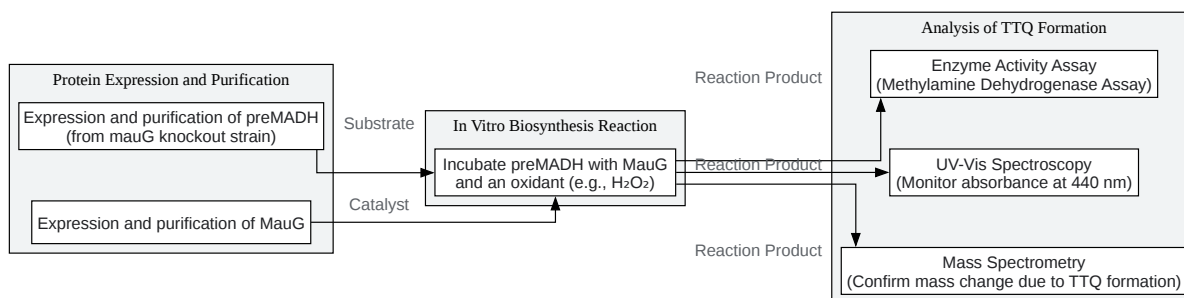 Protein Expression and Purification
Expression and purification of preMADH
(from mauG knockout strain)
Expression and purification of MauG
Substrate
Catalyst
In Vitro Biosynthesis Reaction
Incubate preMADH with MauG
and an oxidant (e.g., H₂O₂)
Reaction Product
Reaction Product
Reaction Product
Analysis of TTQ Formation
Enzyme Activity Assay
(Methylamine Dehydrogenase Assay)
UV-Vis Spectroscopy
(Monitor absorbance at 440 nm)
Mass Spectrometry
(Confirm mass change due to TTQ formation)